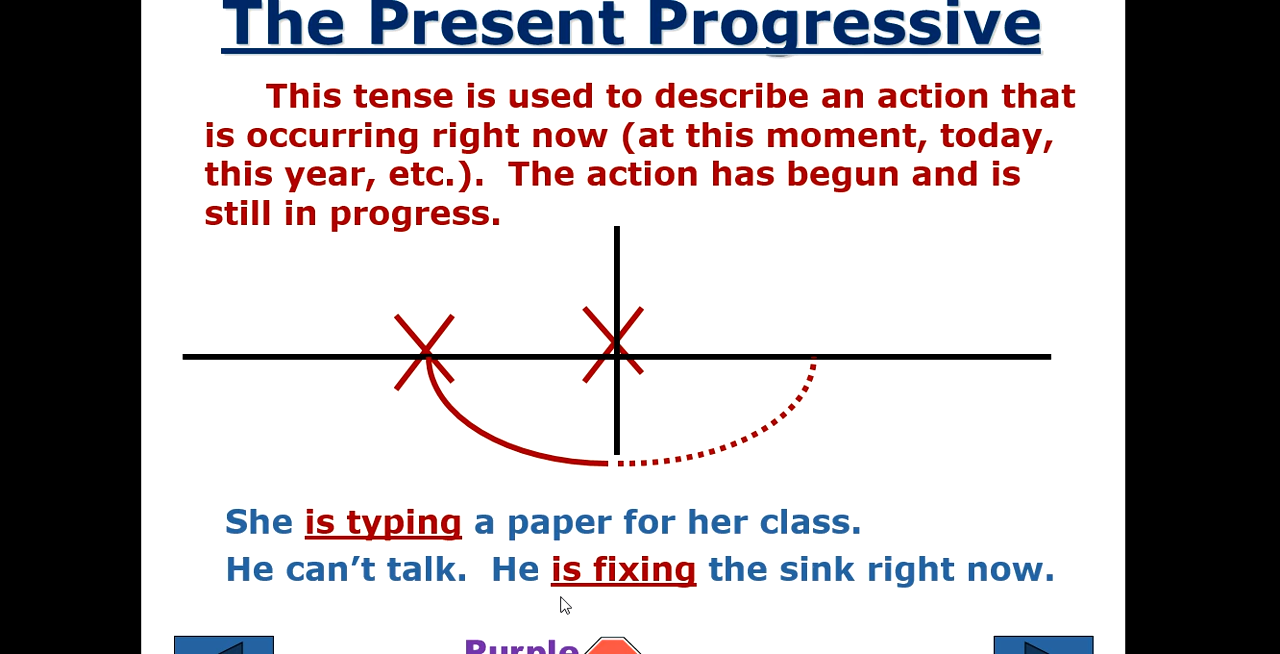 The Present Progressive
This tense is used to describe an action that
is occurring right now (at this moment, today,
this year, etc.).  The action has begun and is
still in progress.
She is typing a paper for her class.
He can’t talk.  He is fixing the sink right now.
Purple